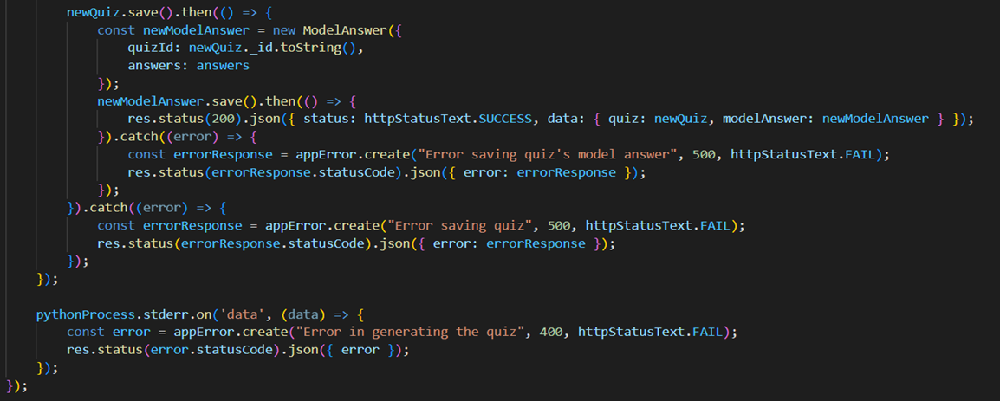 newQuiz.save().then(() => {
const newModelAnswer = new ModelAnswer({
quizId: newQuiz._id.toString(),
answers: answers
});
newModelAnswer.save().then(() => {
res.status(200).json({ status: httpStatusText.SUCCESS, data: { quiz: newQuiz, modelAnswer: newModelAnswer } });
}).catch((error) => {
const errorResponse = appError.create("Error saving quiz's model answer", 500, httpStatusText.FAIL);
res.status(errorResponse.statusCode).json({ error: errorResponse });
});
}).catch((error) => {
const errorResponse = appError.create("Error saving quiz", 500, httpStatusText.FAIL);
res.status(errorResponse.statusCode).json({ error: errorResponse });
});
});
pythonProcess.stderr.on('data', (data) => {
const error = appError.create("Error in generating the quiz", 400, httpStatusText.FAIL);
res.status(error.statusCode).json({ error });
});
});